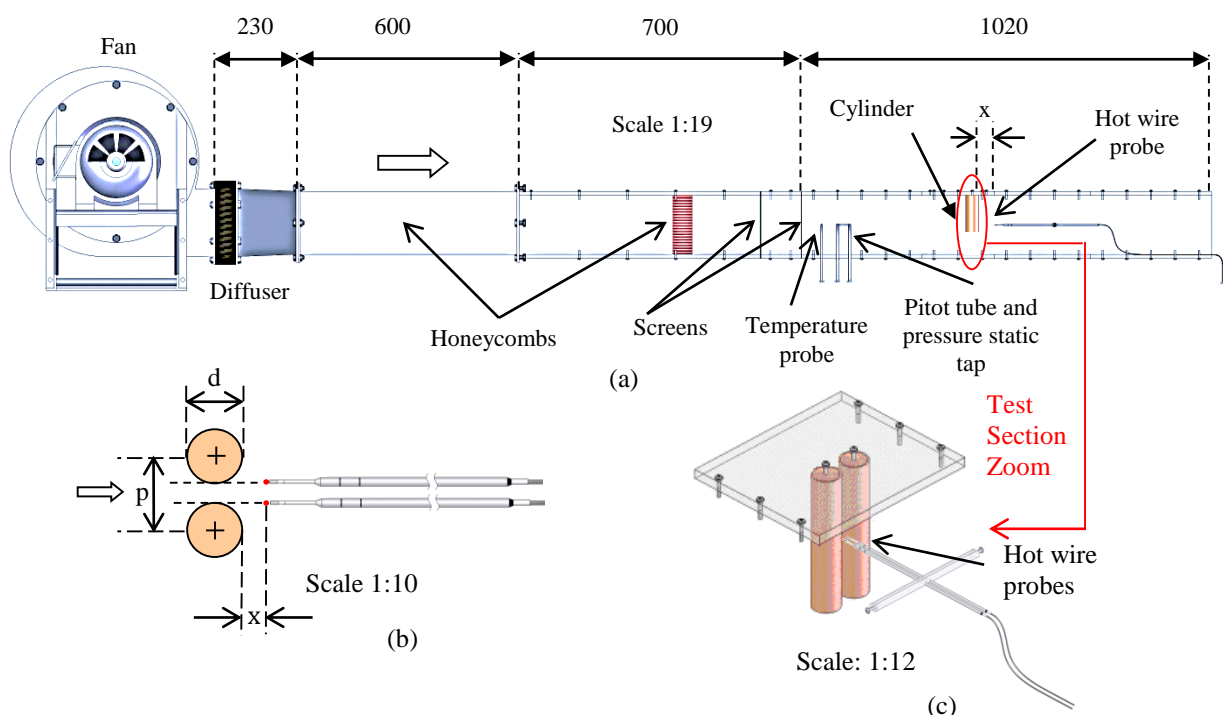 230
600
700
1020
Fan
Scale 1:19
Cylinder
x
Hot wire
probe
Diffuser
Honeycombs
Screens
Temperature
probe
Pitot tube and
pressure static
tap
(a)
d
p
Scale 1:10
x
(b)
Test
Section
Zoom
Hot wire
probes
Scale: 1:12
(c)